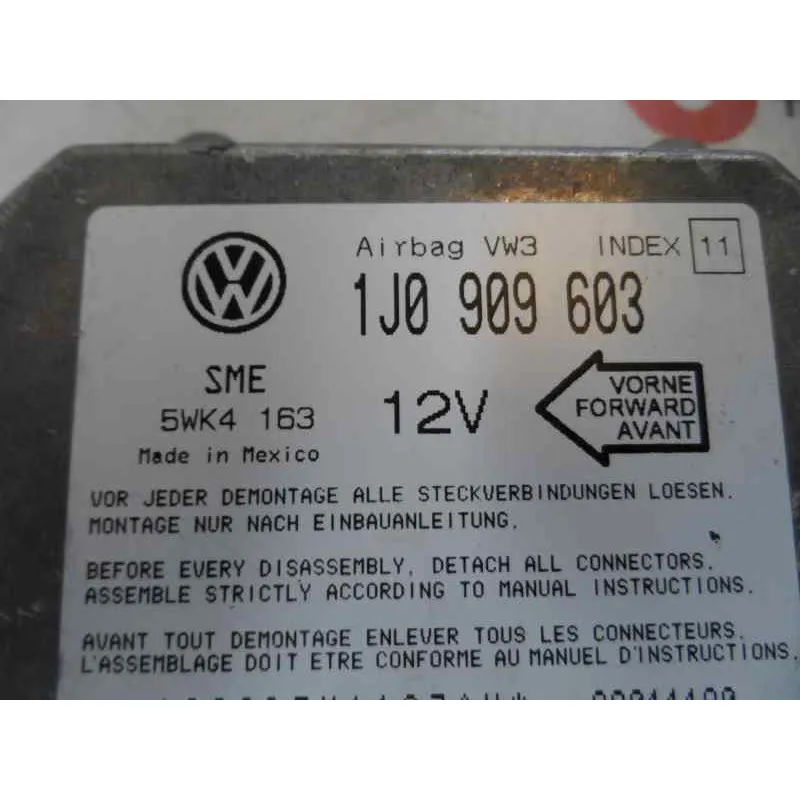 Airbag VW3 INDEX 11
1J0 909 603
SME
5WK4 163
Made in Mexico
12V
VORNE
FORWARD
AVANT
VOR JEDER DEMONTAGE ALLE STECKVERBINDUNGEN LOESEN.
MONTAGE NUR NACH EINBAUANLEITUNG.
BEFORE EVERY DISASSEMBLY, DETACH ALL CONNECTORS.
ASSEMBLE STRICTLY ACCORDING TO MANUAL INSTRUCTIONS.
AVANT TOUT DEMONTAGE ENLEVER TOUS LES CONNECTEURS.
L'ASSEMBLAGE DOIT ETRE CONFORME AU MANUEL D'INSTRUCTIONS.